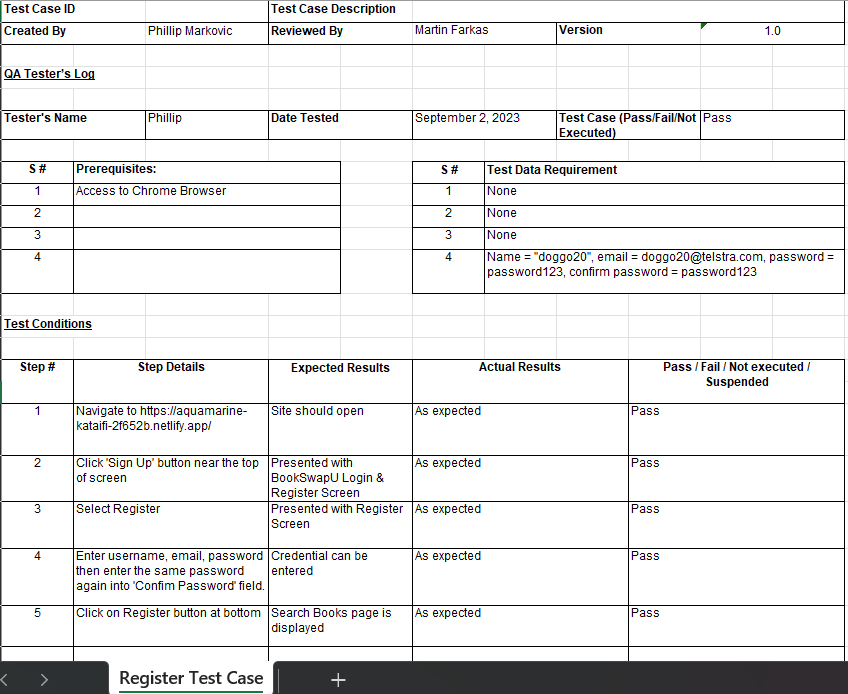 Test Case ID Test Case Description
Created By Phillip Markovic Reviewed By Martin Farkas Version 1.0
QA Tester's Log
Tester's Name Phillip Date Tested September 2, 2023 Test Case (Pass/Fail/Not Pass
Executed)
S # Prerequisites: S # Test Data Requirement
1 Access to Chrome Browser 1 None
2 2 None
3 3 None
4 4 Name = "doggo20", email = doggo20@telstra.com, password =
password123, confirm password = password123
Test Conditions
Step # Step Details Expected Results Actual Results Pass / Fail / Not executed /
Suspended
1 Navigate to https://aquamarine- Site should open As expected Pass
kataifi-2f652b.netlify.app/
2 Click 'Sign Up' button near the top Presented with As expected Pass
of screen BookSwapU Login &
Register Screen
3 Select Register Presented with Register As expected Pass
Screen
4 Enter username, email, password Credential can be As expected Pass
then enter the same password entered
again into 'Confim Password' field.
5 Click on Register button at bottom Search Books page is As expected Pass
displayed
Register Test Case